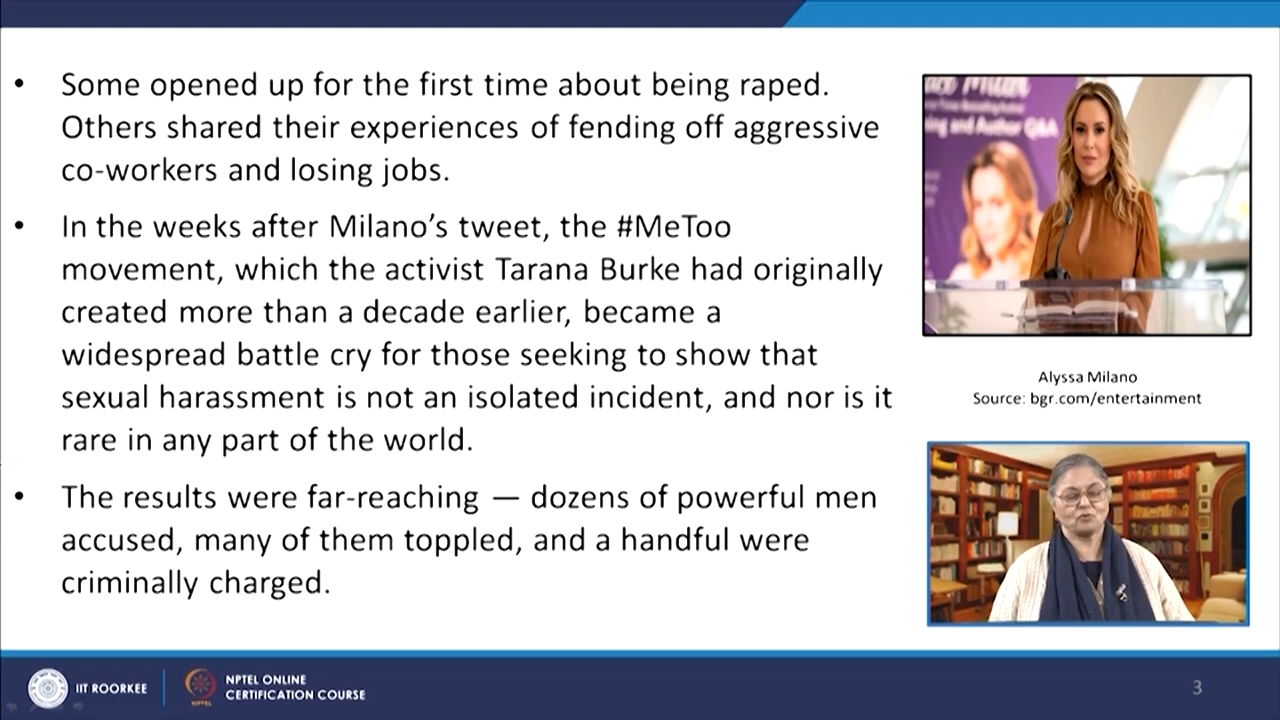 • Some opened up for the first time about being raped.
Others shared their experiences of fending off aggressive
co-workers and losing jobs.
• In the weeks after Milano’s tweet, the #MeToo
movement, which the activist Tarana Burke had originally
created more than a decade earlier, became a
widespread battle cry for those seeking to show that
sexual harassment is not an isolated incident, and nor is it
rare in any part of the world.
• The results were far-reaching — dozens of powerful men
accused, many of them toppled, and a handful were
criminally charged.
ing and Author Q&A
Alyssa Milano
Source: bgr.com/entertainment
IIT ROORKEE
NPTEL
NPTEL ONLINE
CERTIFICATION COURSE
3